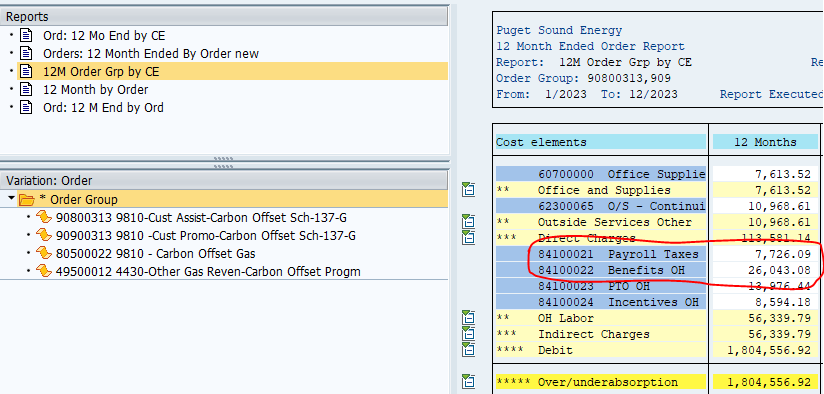 Reports
Ord: 12 Mo End by CE
Orders: 12 Month Ended By Order new
12M Order Grp by CE
12 Month by Order
Ord: 12 M End by Ord
Variation: Order
* Order Group
90800313 9810-Cust Assist-Carbon Offset Sch-137-G
90900313 9810 -Cust Promo-Carbon Offset Sch-137-G
80500022 9810 - Carbon Offset Gas
49500012 4430-Other Gas Reven-Carbon Offset Progm
Puget Sound Energy
12 Month Ended Order Report
Report: 12M Order Grp by CE Re
Order Group: 90800313,909
From: 1/2023 To: 12/2023 Report Executed
Cost elements 12 Months
60700000 Office Supplie 7,613.52
** Office and Supplies 7,613.52
62300065 O/S - Continui 10,968.61
** Outside Services Other 10,968.61
*** Direct Charges 113,581.14
84100021 Payroll Taxes 7,726.09
84100022 Benefits OH 26,043.08
84100023 PTO OH 13,976.44
84100024 Incentives OH 8,594.18
** OH Labor 56,339.79
*** Indirect Charges 56,339.79
**** Debit 1,804,556.92
***** Over/underabsorption 1,804,556.92